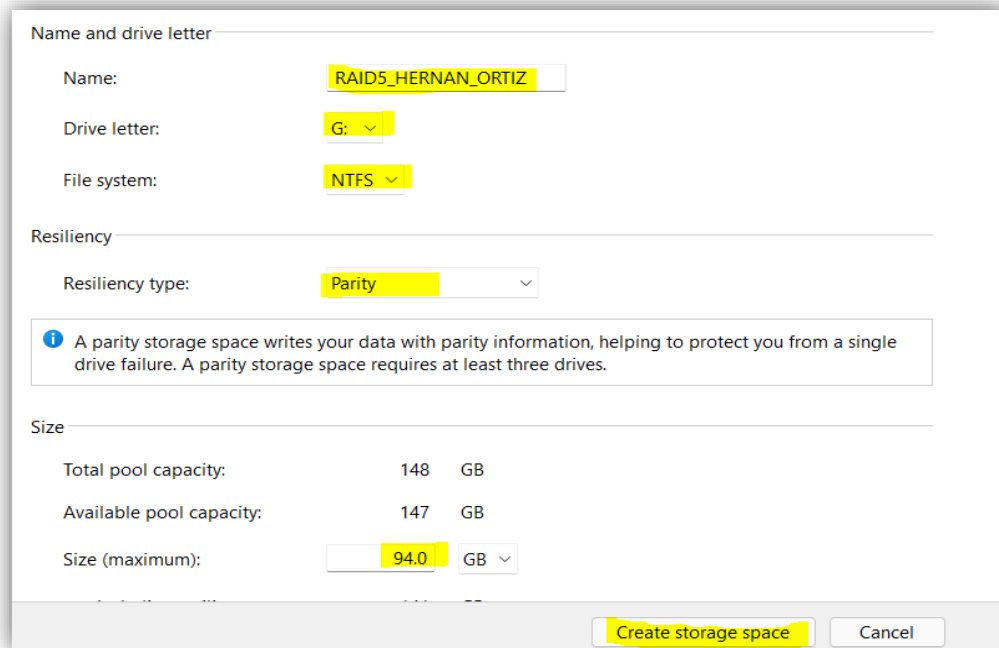 Name and drive letter
Name: RAID5_HERNAN_ORTIZ
Drive letter: G:
File system: NTFS
Resiliency
Resiliency type: Parity
A parity storage space writes your data with parity information, helping to protect you from a single
drive failure. A parity storage space requires at least three drives.
Size
Total pool capacity: 148 GB
Available pool capacity: 147 GB
Size (maximum): 94.0 GB
Create storage space Cancel